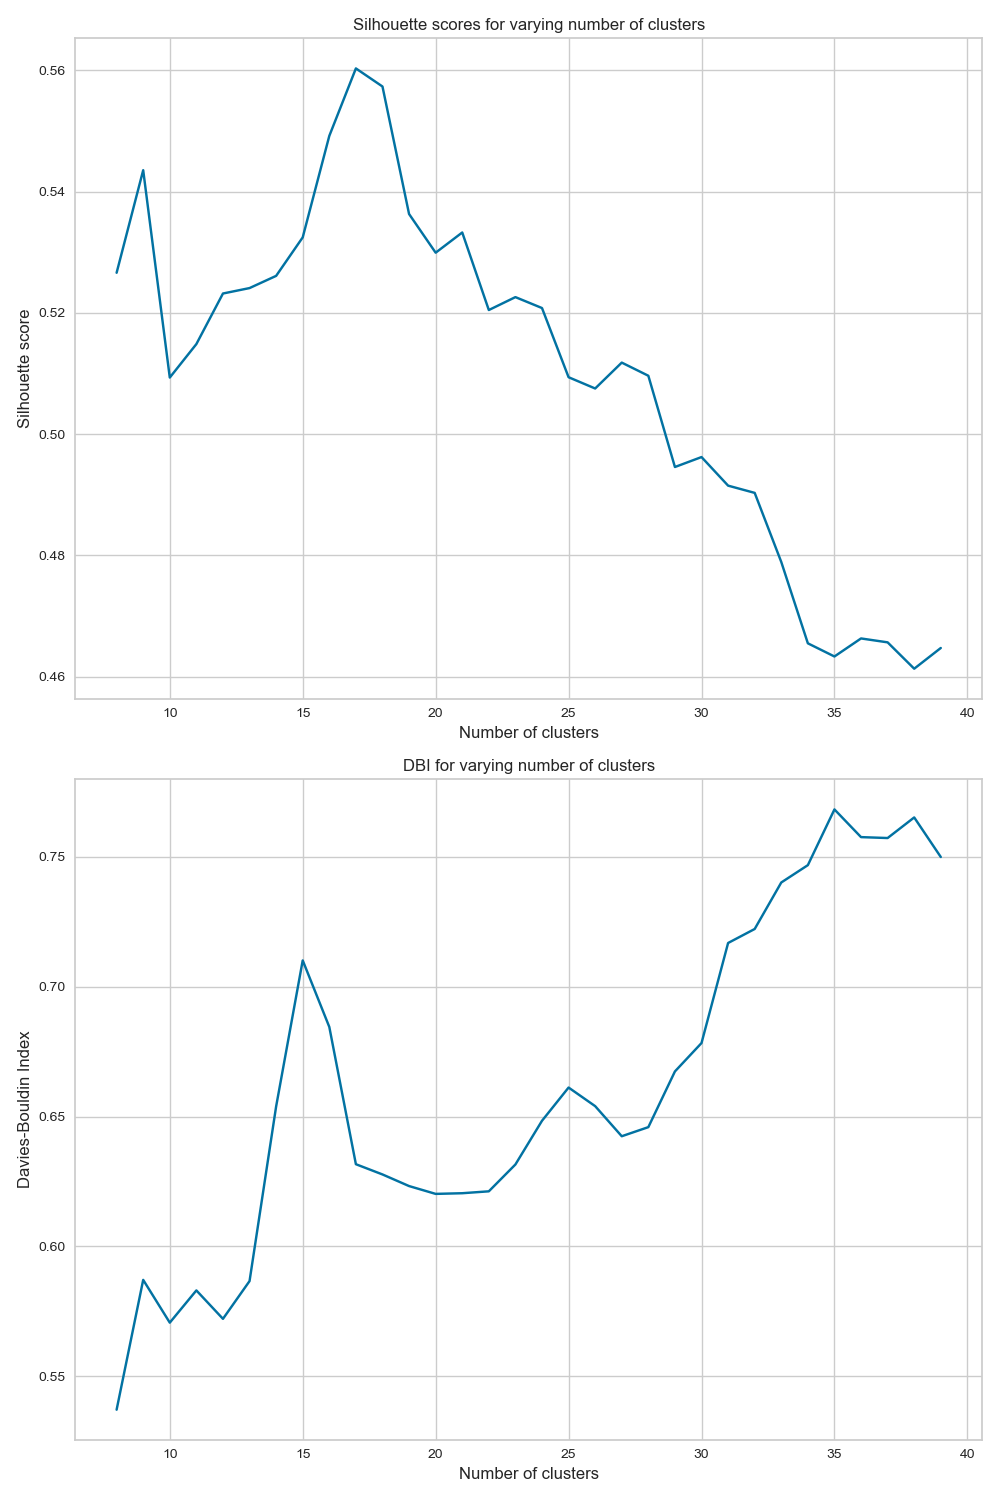 Silhouette scores for varying number of clusters
0.56
0.54
0.52
0.50
0.48
0.46
Silhouette score
10 15 20 25 30 35 40
Number of clusters
DBI for varying number of clusters
0.75
0.70
0.65
0.60
0.55
Davies-Bouldin Index
10 15 20 25 30 35 40
Number of clusters